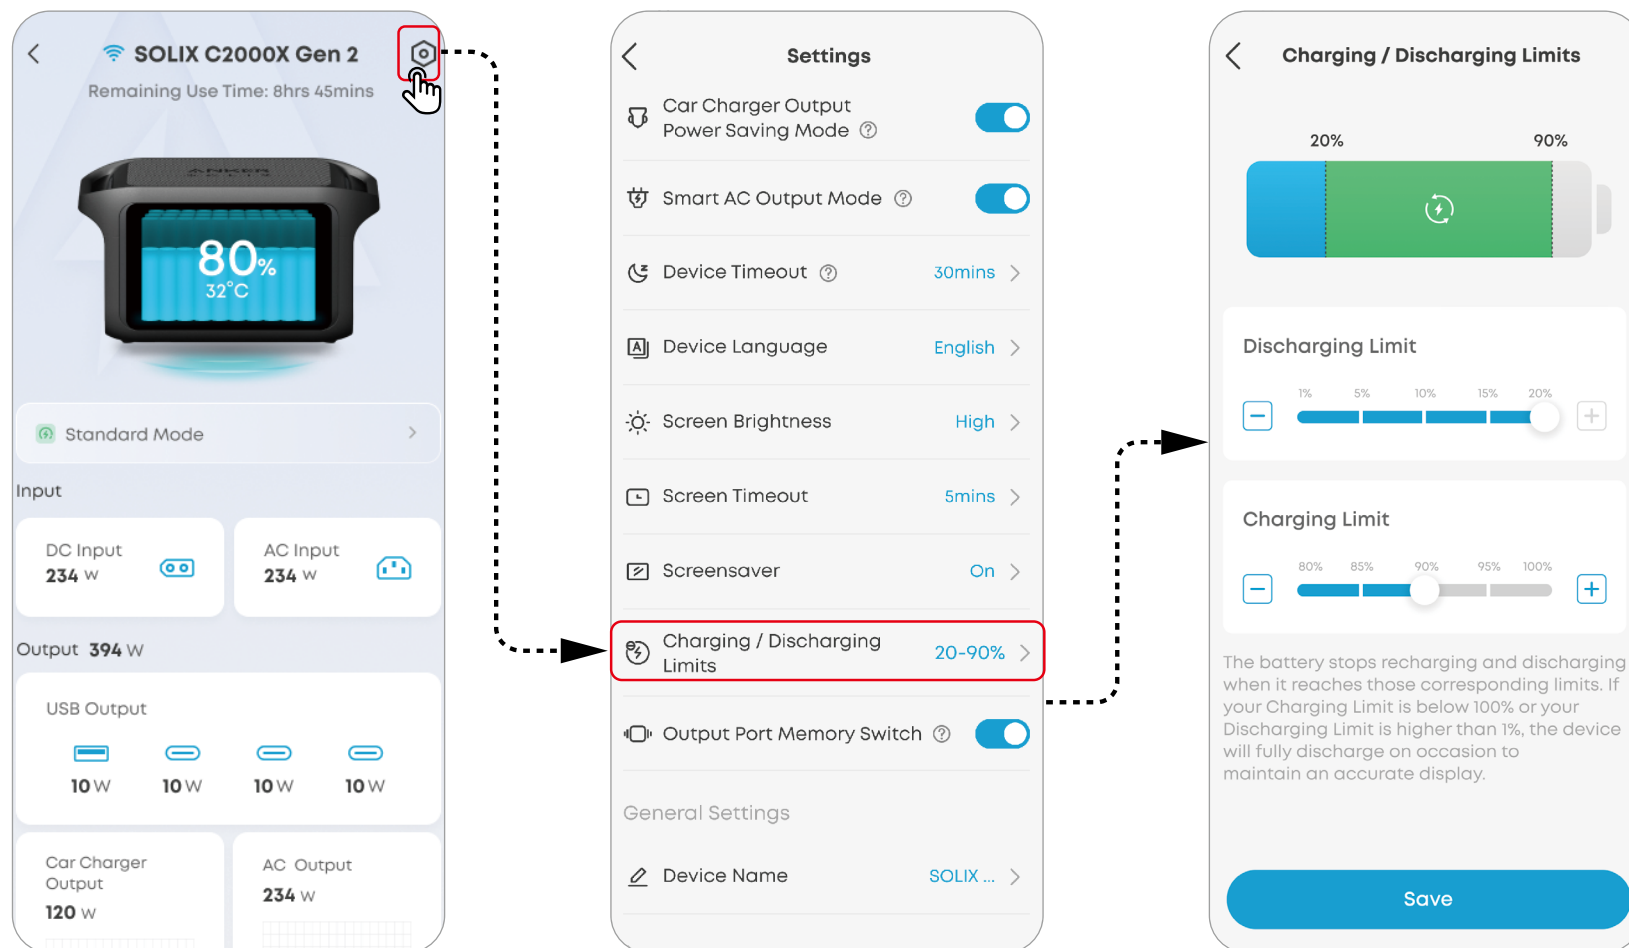 SOLIX C2000X Gen 2
Remaining Use Time: 8hrs 45mins
ANKER
SOLIX
80%
32°C
Standard Mode
Input
DC Input
234 W
AC Input
234 W
Output 394 W
USB Output
10 W 10 W 10 W 10 W
Car Charger
Output
120 W
AC Output
234 W
Settings
Car Charger Output
Power Saving Mode
Smart AC Output Mode
Device Timeout 30mins
Device Language English
Screen Brightness High
Screen Timeout 5mins
Screensaver On
Charging / Discharging
Limits 20-90%
Output Port Memory Switch
General Settings
Device Name SOLIX ...
Charging / Discharging Limits
20% 90%
Discharging Limit
1% 5% 10% 15% 20%
Charging Limit
80% 85% 90% 95% 100%
The battery stops recharging and discharging
when it reaches those corresponding limits. If
your Charging Limit is below 100% or your
Discharging Limit is higher than 1%, the device
will fully discharge on occasion to
maintain an accurate display.
Save